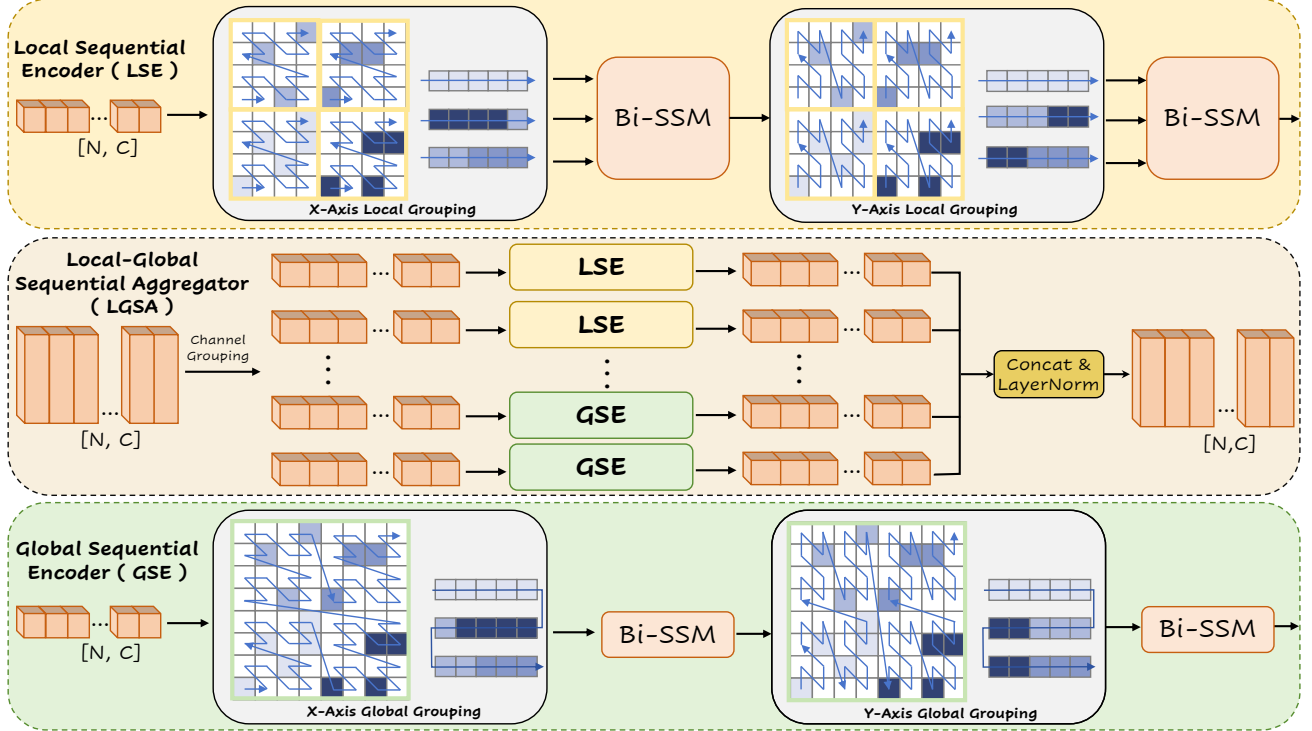 Local Sequential
Encoder ( LSE )
[N, C]
X-Axis Local Grouping
Bi-SSM
Y-Axis Local Grouping
Bi-SSM
Local-Global
Sequential Aggregator
( LGSA )
[N, C]
Channel
Grouping
LSE
LSE
GSE
GSE
Concat &
LayerNorm
[N,C]
Global Sequential
Encoder ( GSE )
[N, C]
X-Axis Global Grouping
Bi-SSM
Y-Axis Global Grouping
Bi-SSM